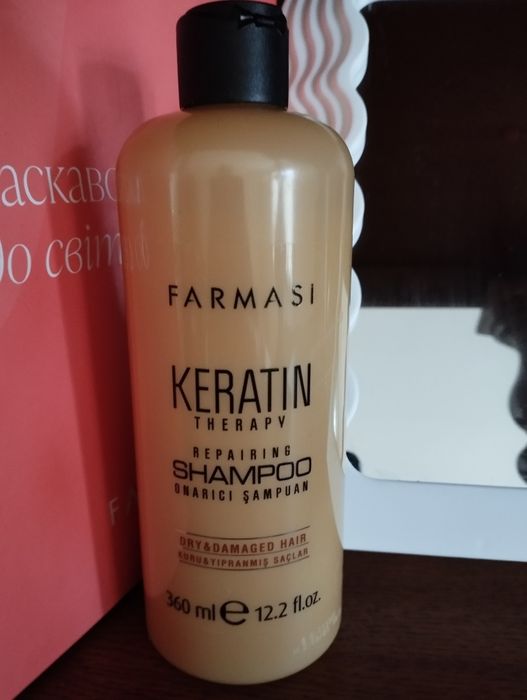 FARMASi
KERATIN
THERAPY
REPAIRING
SHAMPOO
ONARICI ŞAMPUAN
DRY&DAMAGED HAIR
KURU&YIPRANMIŞ SAÇLAR
360 ml ℮ 12.2 fl.oz.